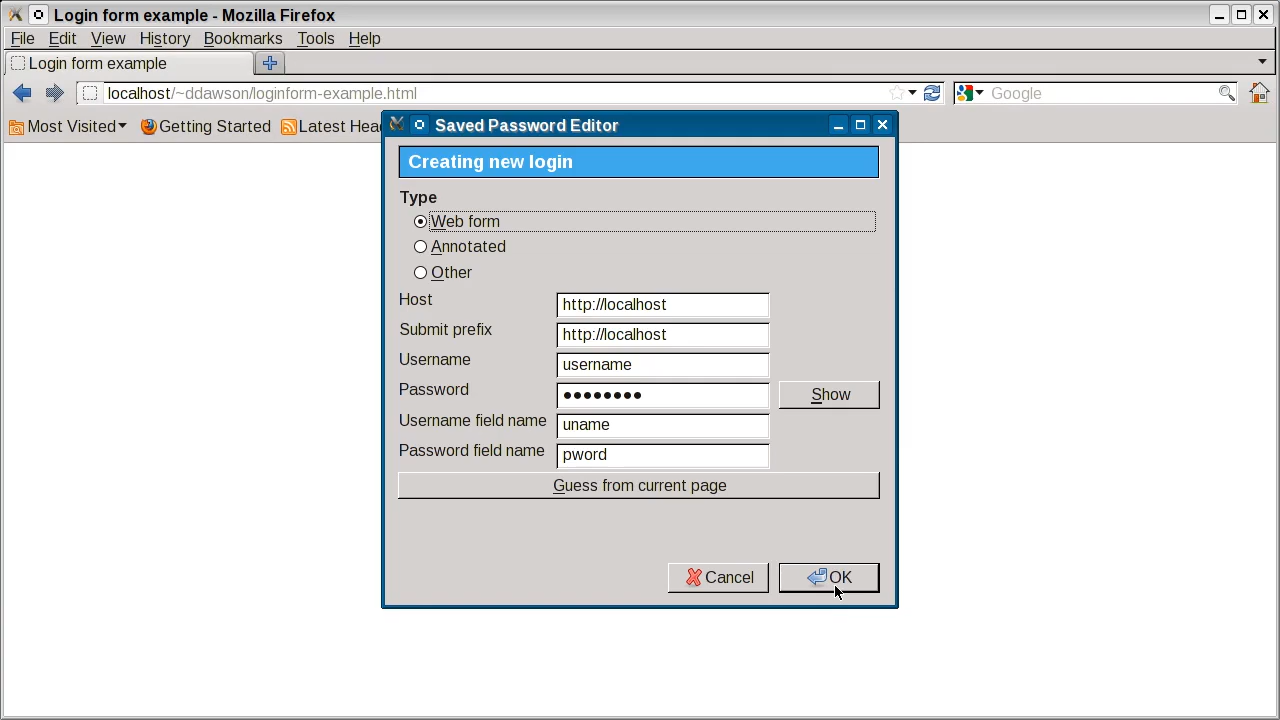 Login form example - Mozilla Firefox
File Edit View History Bookmarks Tools Help
Login form example
localhost/~ddawson/loginform-example.html Google
Most Visited Getting Started Latest Hea
Saved Password Editor
Creating new login
Type
Web form
Annotated
Other
Host http://localhost
Submit prefix http://localhost
Username username
Password ●●●●●●●● Show
Username field name uname
Password field name pword
Guess from current page
Cancel OK